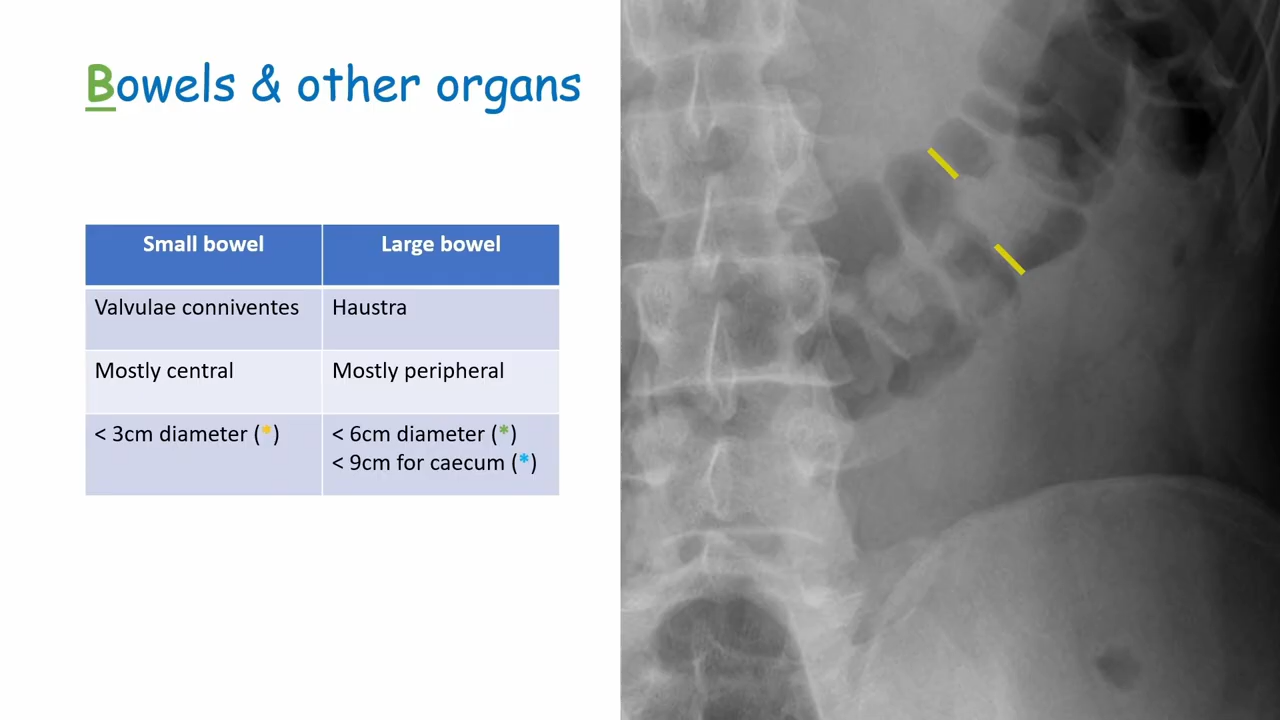 Bowels & other organs
Small bowel
Large bowel
Valvulae conniventes
Haustra
Mostly central
Mostly peripheral
< 3cm diameter (*)
< 6cm diameter (*)
< 9cm for caecum (*)